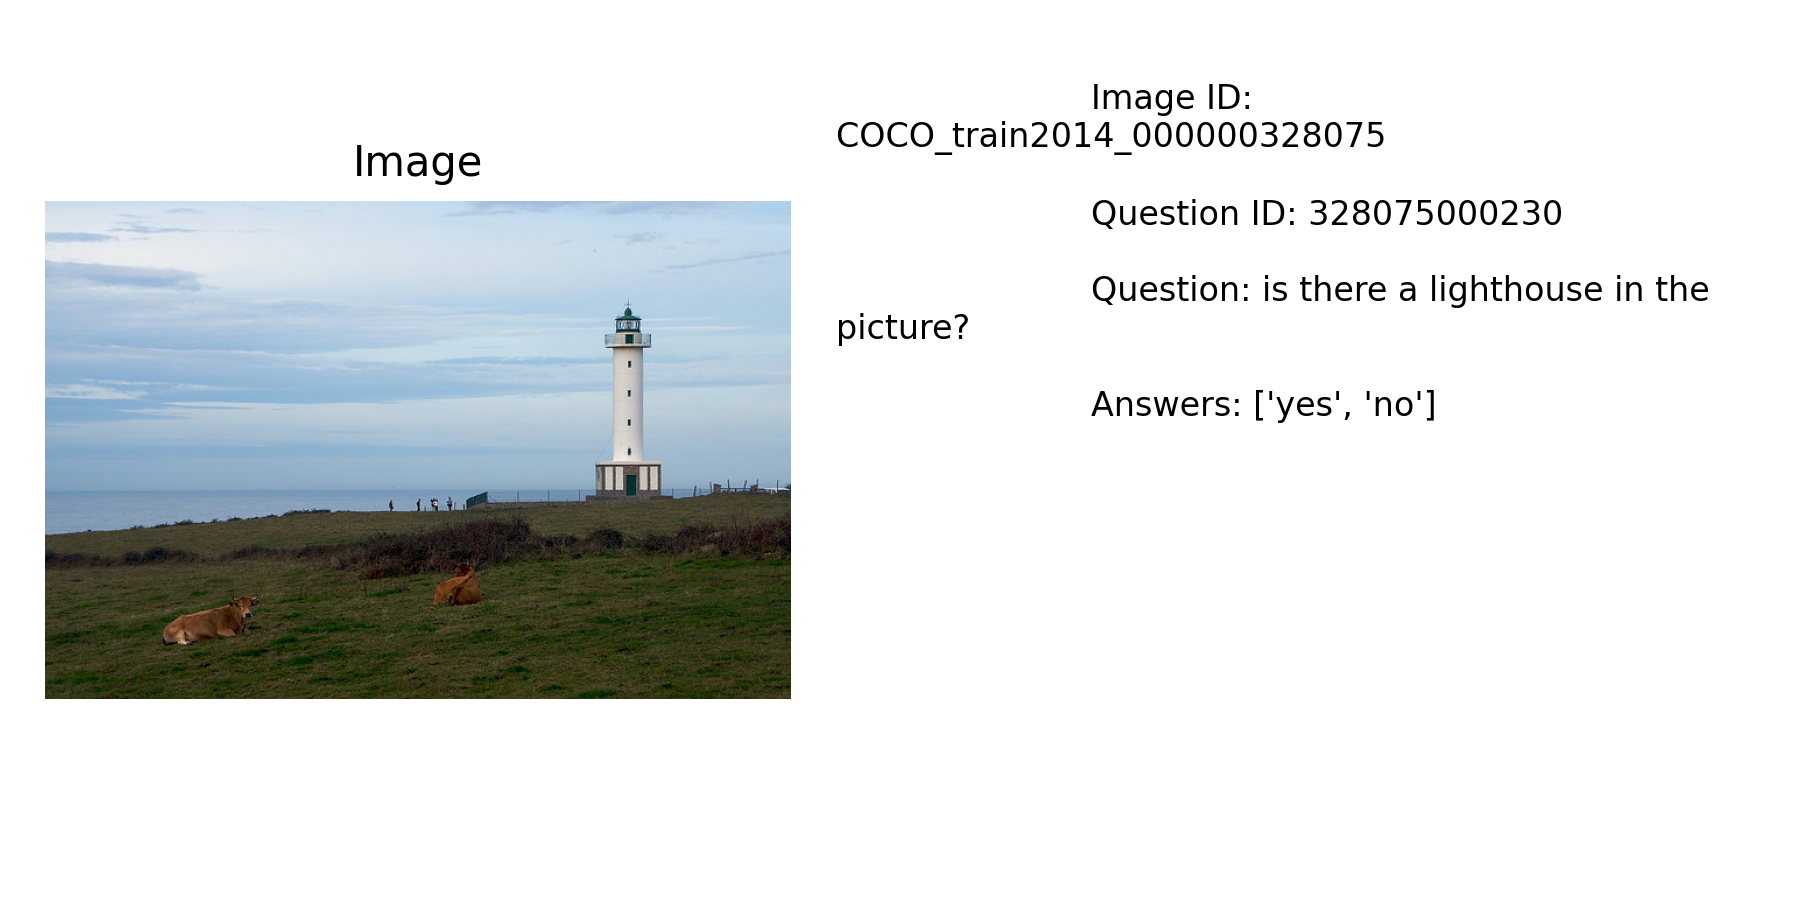 Image
Image ID:
COCO_train2014_000000328075
Question ID: 328075000230
Question: is there a lighthouse in the
picture?
Answers: ['yes', 'no']